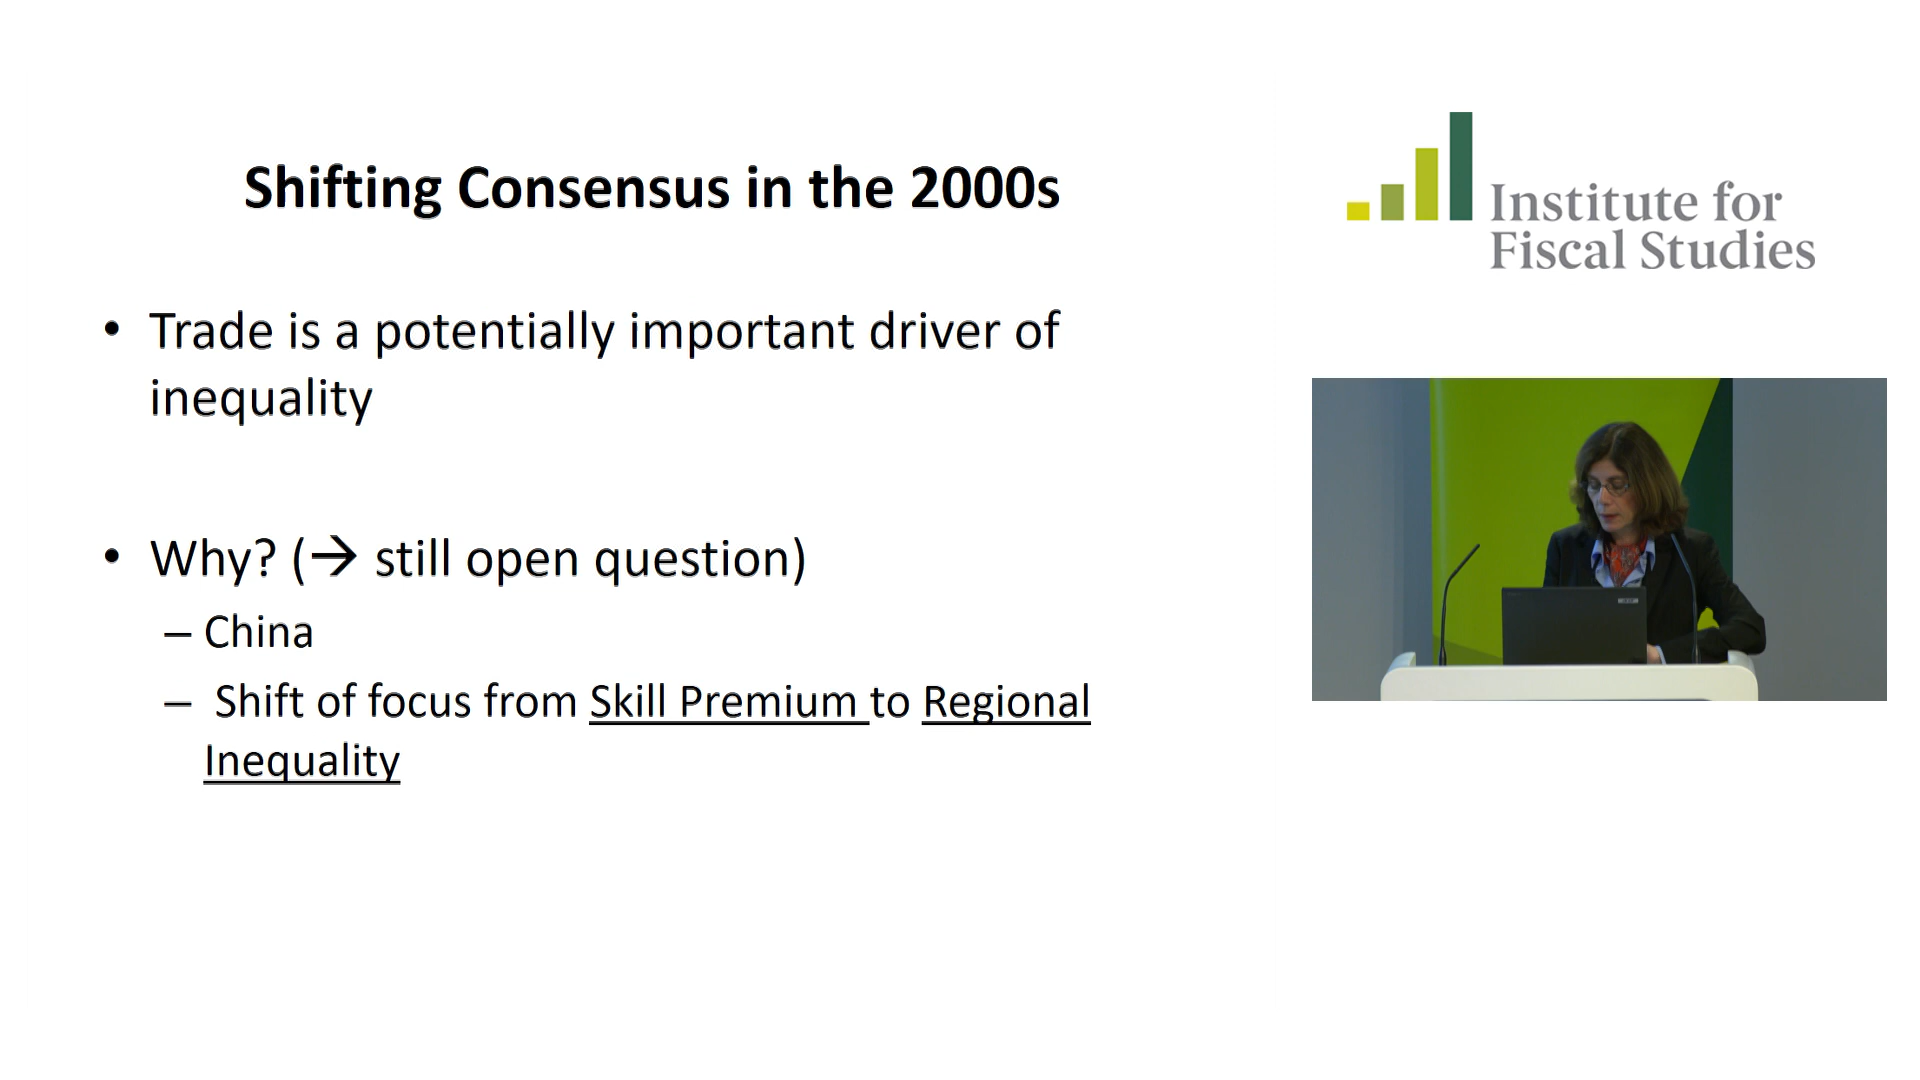 Shifting Consensus in the 2000s
Institute for
Fiscal Studies
• Trade is a potentially important driver of
inequality
• Why? (→ still open question)
– China
– Shift of focus from Skill Premium to Regional
Inequality